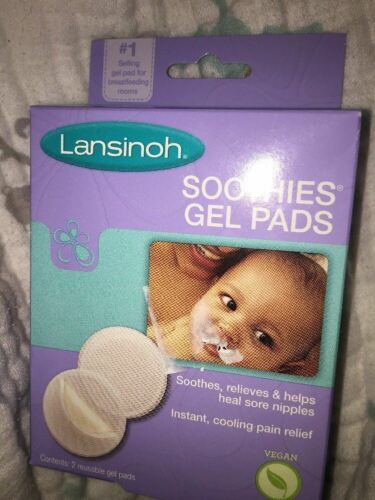 #1
Selling
gel pad for
breastfeeding
moms
Lansinoh®
SOOTHIES®
GEL PADS
Soothes, relieves & helps
heal sore nipples
Instant, cooling pain relief
VEGAN
Contents: 2 reusable gel pads